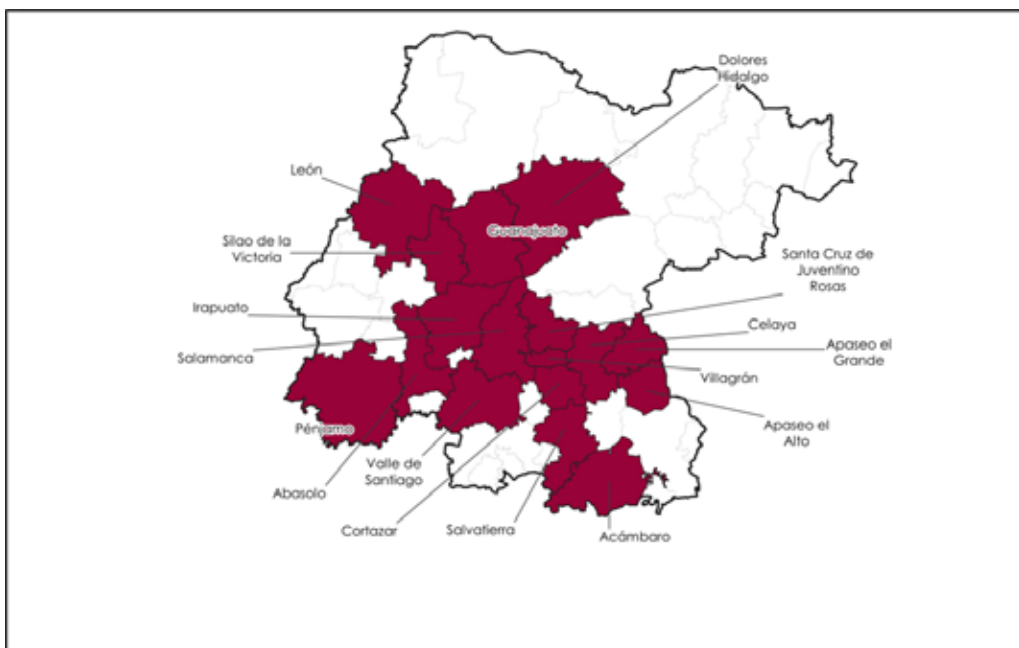 Dolores
Hidalgo
León
Guanajuato
Silao de la
Victoria
Santa Cruz de
Juventino
Rosas
Irapuato
Celaya
Salamanca
Apaseo el
Grande
Villagrán
Pénjamo
Apaseo el
Alto
Valle de
Santiago
Abasolo
Cortazar
Salvatierra
Acámbaro